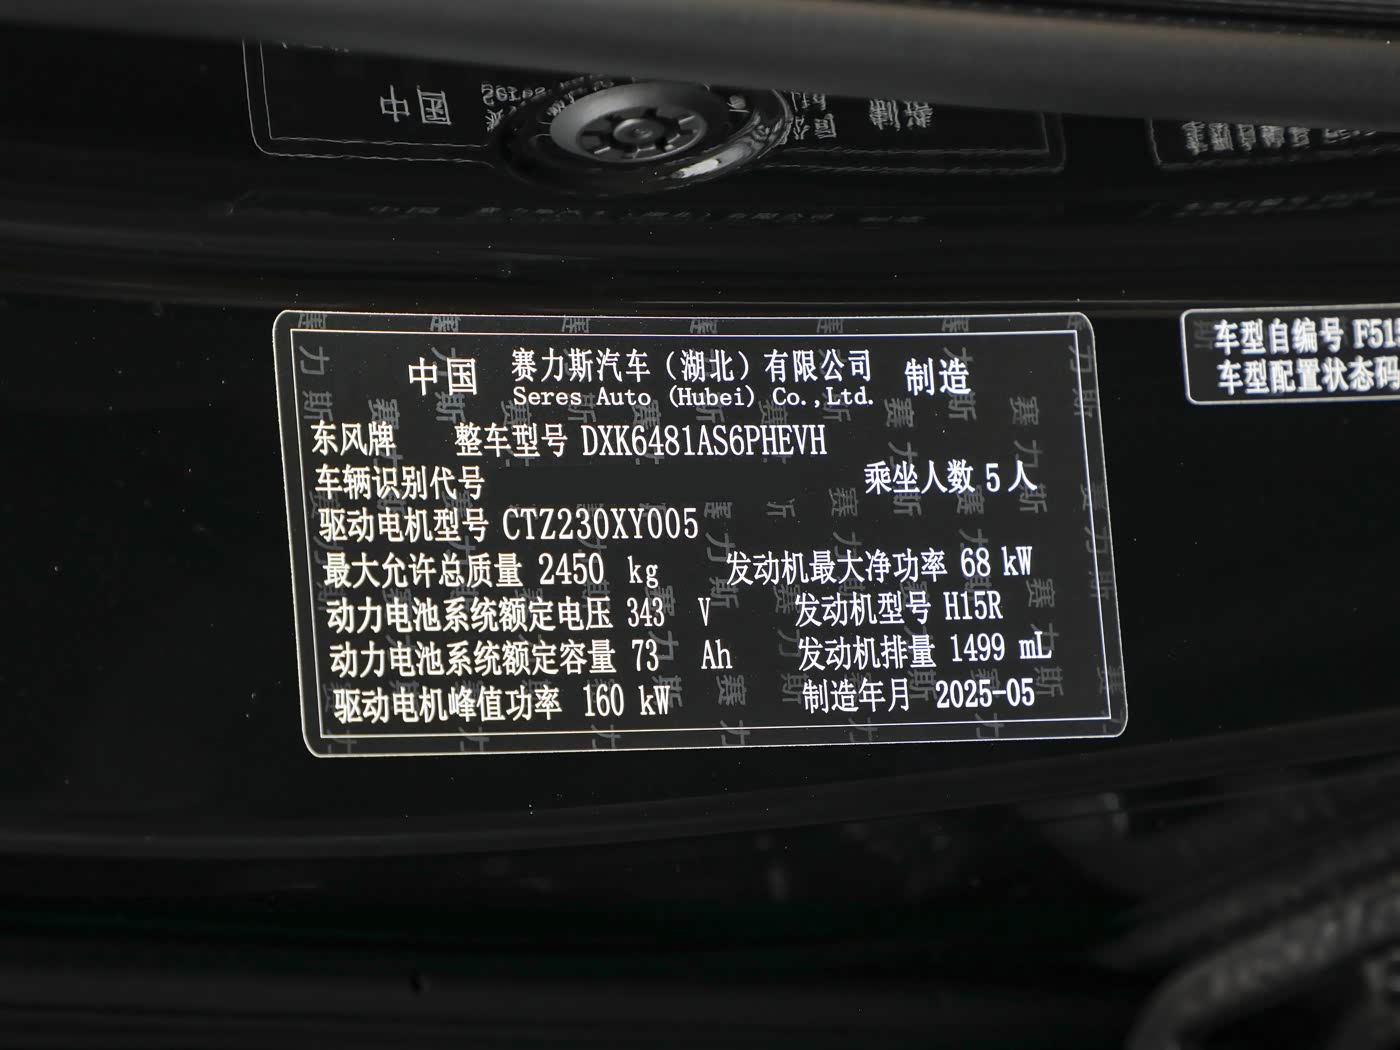 中国 赛力斯汽车（湖北）有限公司 制造
Seres Auto (Hubei) Co.,Ltd.
东风牌 整车型号 DXK6481AS6PHEVH
车辆识别代号 乘坐人数 5 人
驱动电机型号 CTZ230XY005
最大允许总质量 2450 kg 发动机最大净功率 68 kW
动力电池系统额定电压 343 V 发动机型号 H15R
动力电池系统额定容量 73 Ah 发动机排量 1499 mL
驱动电机峰值功率 160 kW 制造年月 2025-05
车型自编号 F51
车型配置状态码